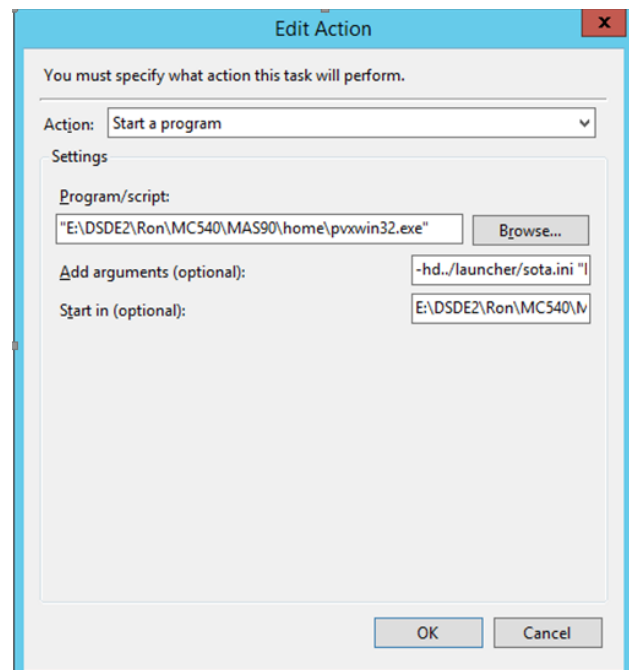 Edit Action
x
You must specify what action this task will perform.
Action: Start a program
Settings
Program/script:
"E:\DSDE2\Ron\MC540\MAS90\home\pvxwin32.exe" Browse...
Add arguments (optional): -hd../launcher/sota.ini "l
Start in (optional): E:\DSDE2\Ron\MC540\M
OK Cancel